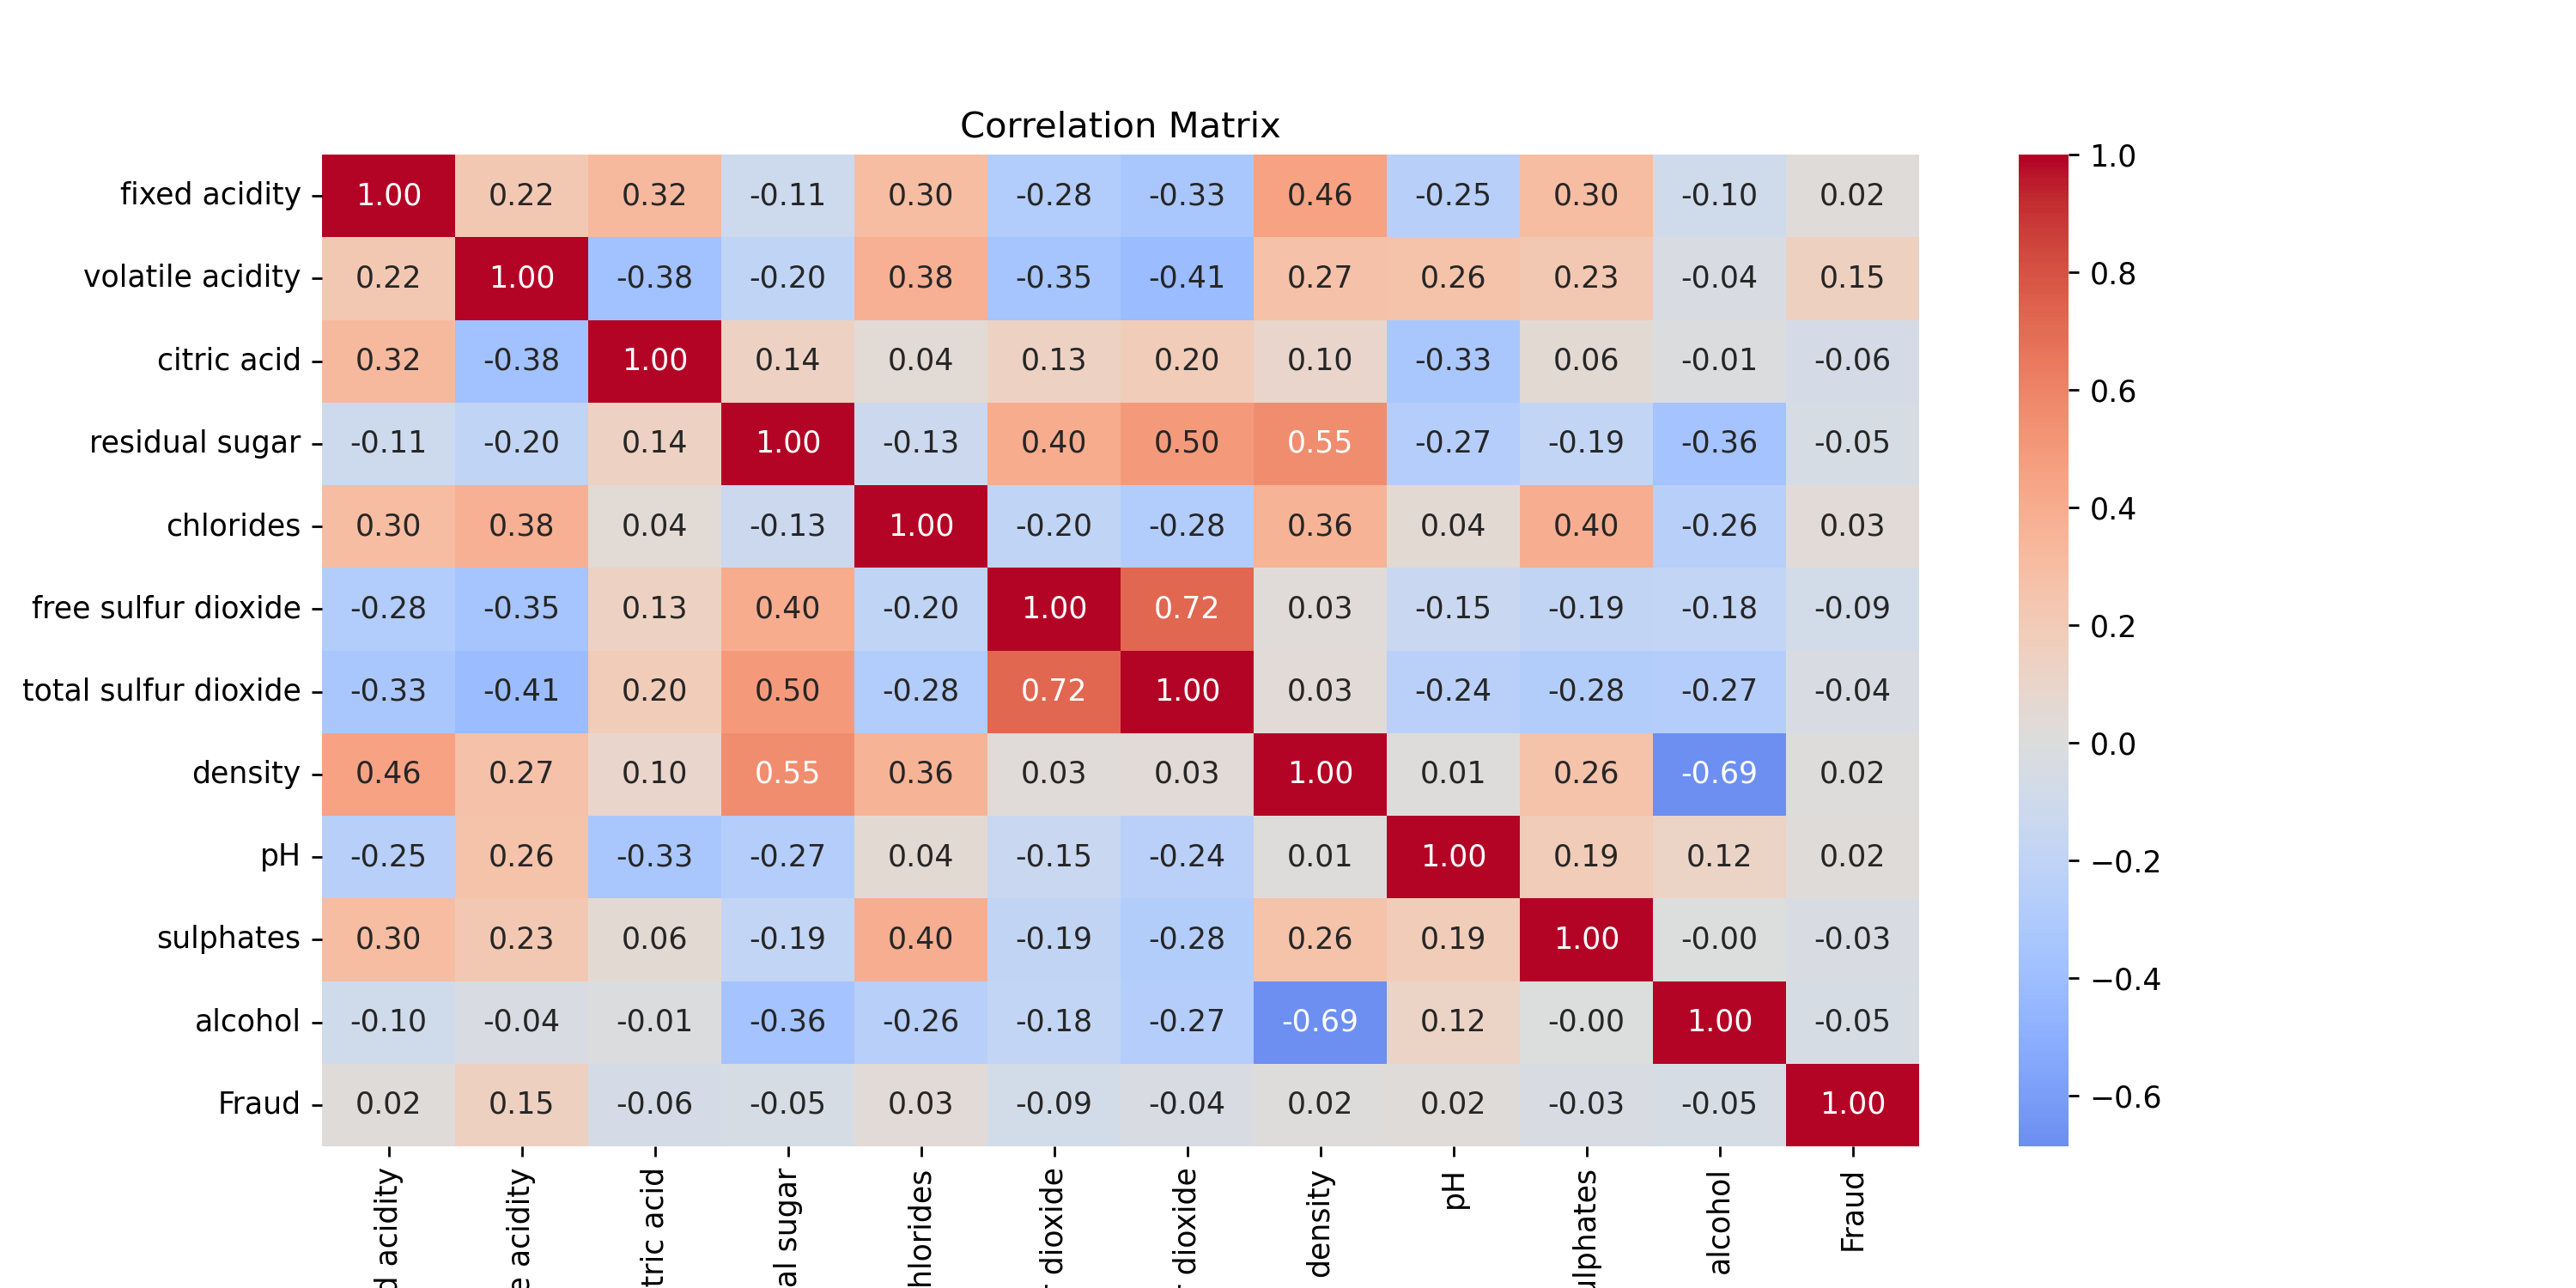 Correlation Matrix
fixed acidity 1.00 0.22 0.32 -0.11 0.30 -0.28 -0.33 0.46 -0.25 0.30 -0.10 0.02
volatile acidity 0.22 1.00 -0.38 -0.20 0.38 -0.35 -0.41 0.27 0.26 0.23 -0.04 0.15
citric acid 0.32 -0.38 1.00 0.14 0.04 0.13 0.20 0.10 -0.33 0.06 -0.01 -0.06
residual sugar -0.11 -0.20 0.14 1.00 -0.13 0.40 0.50 0.55 -0.27 -0.19 -0.36 -0.05
chlorides 0.30 0.38 0.04 -0.13 1.00 -0.20 -0.28 0.36 0.04 0.40 -0.26 0.03
free sulfur dioxide -0.28 -0.35 0.13 0.40 -0.20 1.00 0.72 0.03 -0.15 -0.19 -0.18 -0.09
total sulfur dioxide -0.33 -0.41 0.20 0.50 -0.28 0.72 1.00 0.03 -0.24 -0.28 -0.27 -0.04
density 0.46 0.27 0.10 0.55 0.36 0.03 0.03 1.00 0.01 0.26 -0.69 0.02
pH -0.25 0.26 -0.33 -0.27 0.04 -0.15 -0.24 0.01 1.00 0.19 0.12 0.02
sulphates 0.30 0.23 0.06 -0.19 0.40 -0.19 -0.28 0.26 0.19 1.00 -0.00 -0.03
alcohol -0.10 -0.04 -0.01 -0.36 -0.26 -0.18 -0.27 -0.69 0.12 -0.00 1.00 -0.05
Fraud 0.02 0.15 -0.06 -0.05 0.03 -0.09 -0.04 0.02 0.02 -0.03 -0.05 1.00
d acidity
e acidity
tric acid
al sugar
hlorides
dioxide
dioxide
density
pH
ulphates
alcohol
Fraud
1.0
0.8
0.6
0.4
0.2
0.0
−0.2
−0.4
−0.6